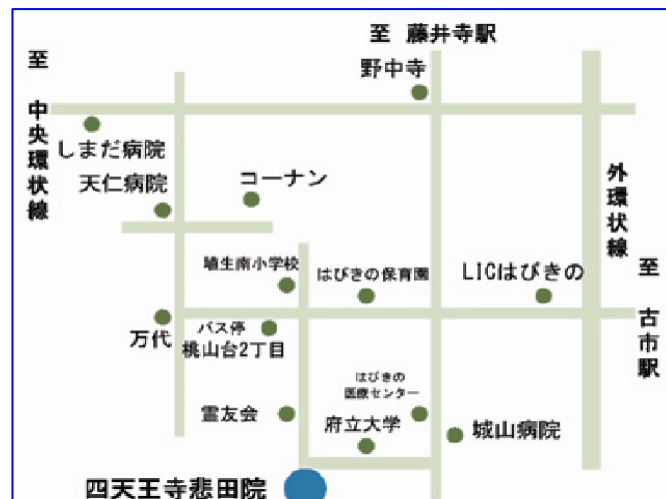 至 藤井寺駅
至 中央環状線
野中寺
しまだ病院
天仁病院
コーナン
外環状線
埴生南小学校
はびきの保育園
LICはびきの
至 古市駅
万代
バス停
桃山台2丁目
はびきの
医療センター
霊友会
府立大学
城山病院
四天王寺悲田院